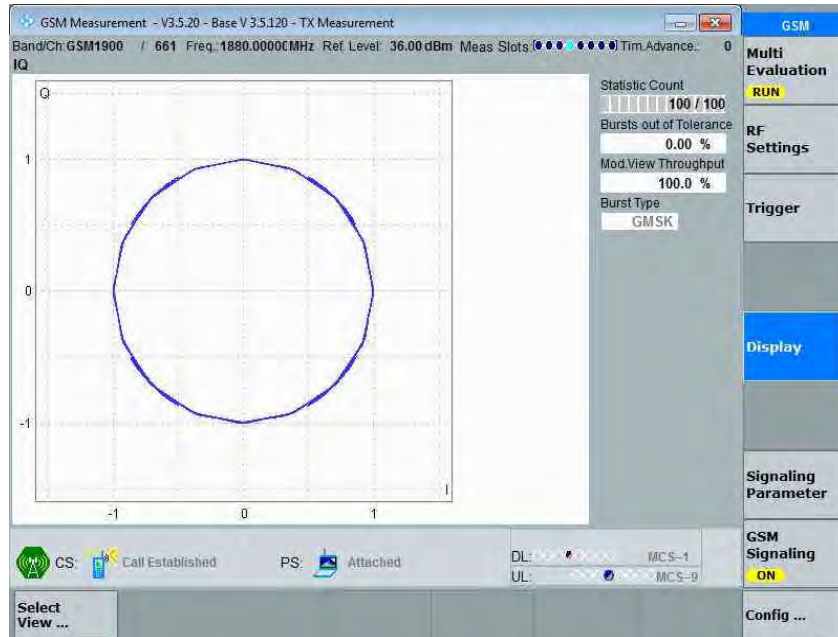 GSM Measurement - V3.5.20 - Base V 3.5.120 - TX Measurement
Band/Ch:GSM1900 / 661 Freq.:1880.0000 MHz Ref. Level: 36.00 dBm Meas Slots: Tim.Advance.: 0
IQ
Q
1
0
-1
-1
0
1
I
Statistic Count
100 / 100
Bursts out of Tolerance
0.00 %
Mod.View Throughput
100.0 %
Burst Type
GMSK
CS: Call Established
PS: Attached
DL: MCS-1
UL: MCS-9
Select
View ...
GSM
Multi
Evaluation
RUN
RF
Settings
Trigger
Display
Signaling
Parameter
GSM
Signaling
ON
Config ...